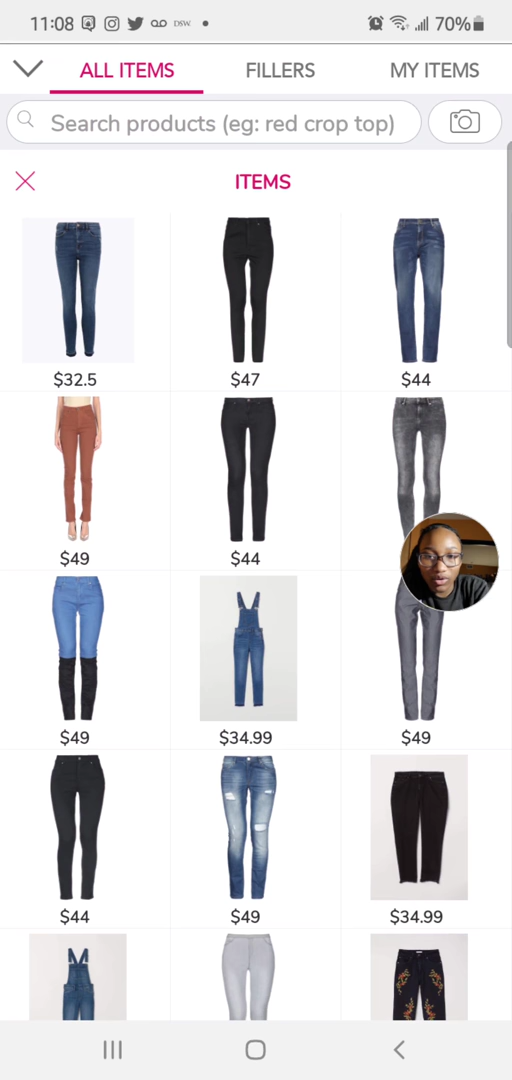 11:08 DSW 70%
ALL ITEMS FILLERS MY ITEMS
Search products (eg: red crop top)
ITEMS
$32.5 $47 $44
$49 $44
$49 $34.99 $49
$44 $49 $34.99